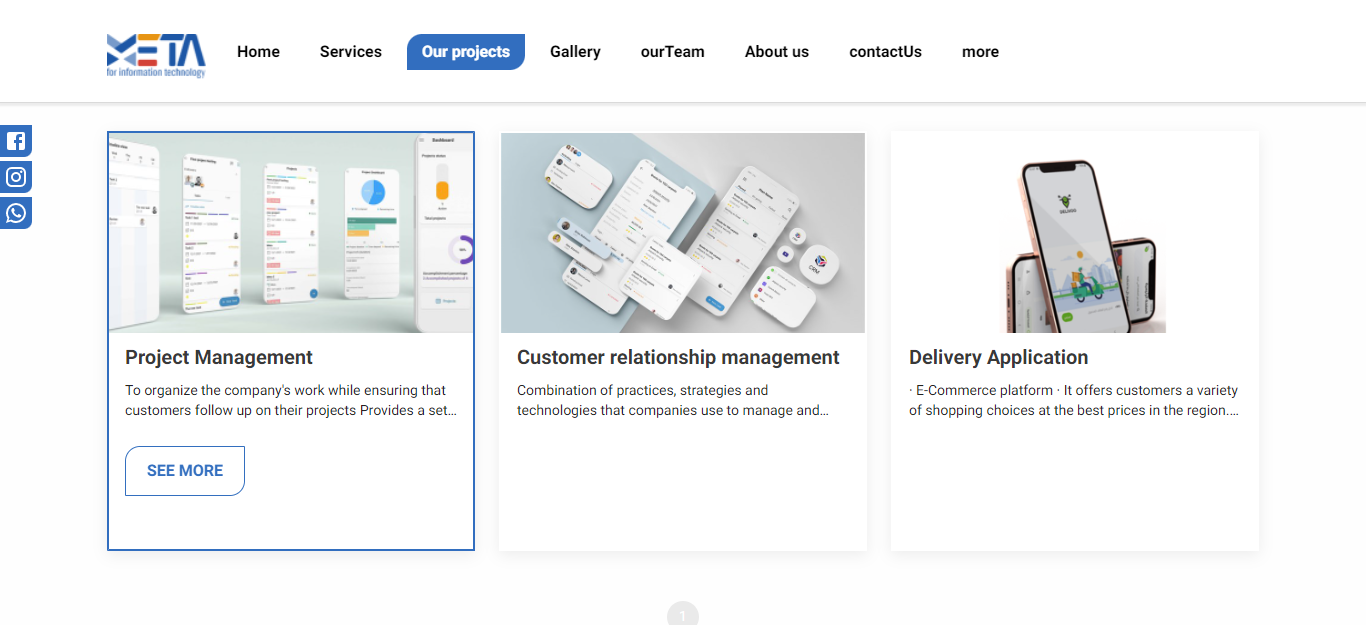 META
for information technology
Home
Services
Our projects
Gallery
ourTeam
About us
contactUs
more
Dashboard
Projects
CRM
Project Management
To organize the company's work while ensuring that
customers follow up on their projects Provides a set...
SEE MORE
Customer relationship management
Combination of practices, strategies and
technologies that companies use to manage and...
Delivery Application
· E-Commerce platform · It offers customers a variety
of shopping choices at the best prices in the region....
1